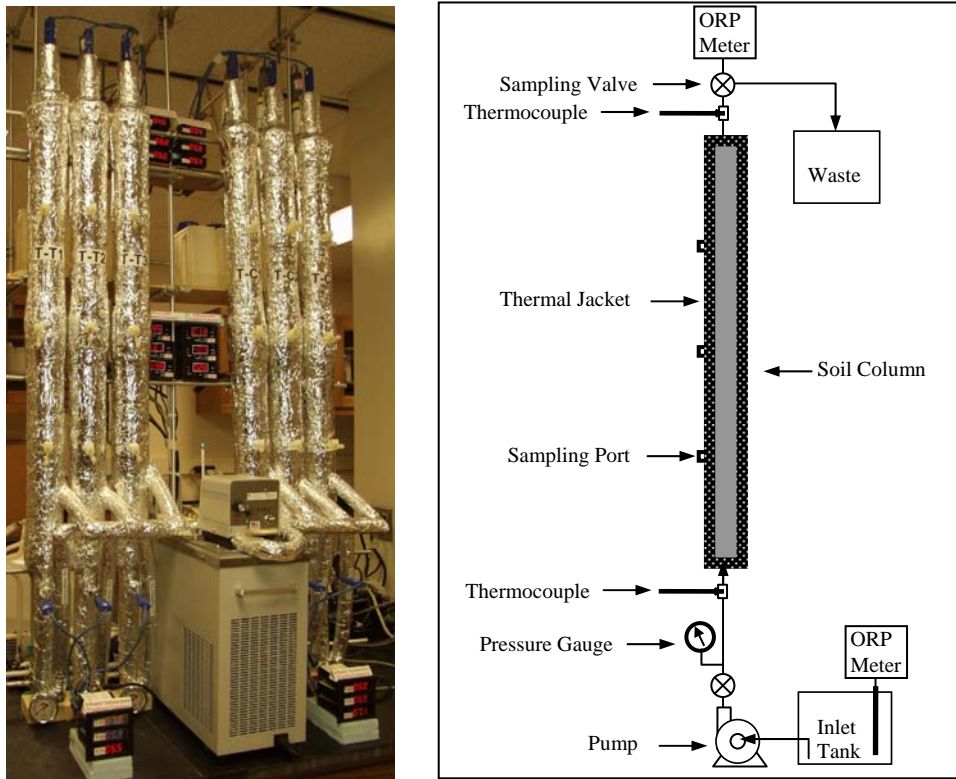 T-T1
T-T2
T-T3
T-C
T-C
T-C
ORP
Meter
Sampling Valve
Thermocouple
Waste
Thermal Jacket
Soil Column
Sampling Port
Thermocouple
Pressure Gauge
ORP
Meter
Inlet
Tank
Pump